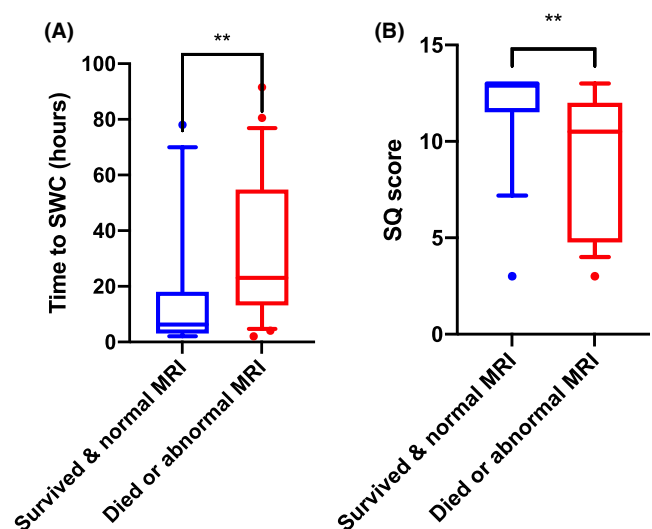 (A)
**
Time to SWC (hours)
100
80
60
40
20
0
Survived & normal MRI
Died or abnormal MRI
(B)
**
SQ score
15
10
5
0
Survived & normal MRI
Died or abnormal MRI